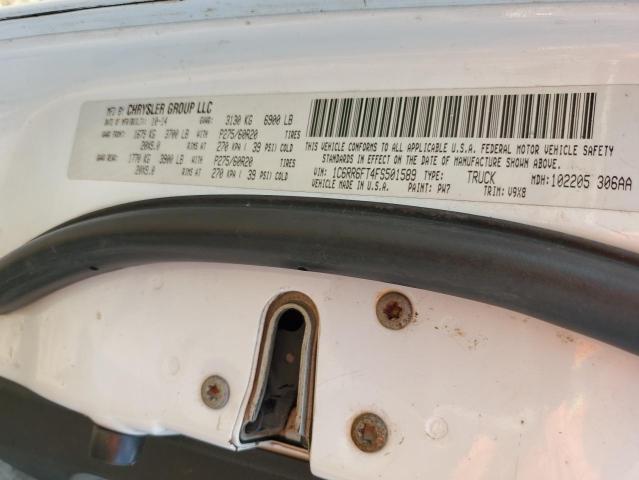 MFD BY CHRYSLER GROUP LLC
DATE OF MFR(BUILT): 10-14 GVWR: 3130 KG 6900 LB
GAWR FRONT: 1679 KG 3700 LB WITH P275/60R20 TIRES
20X9.0 RIMS AT 270 KPA ( 39 PSI) COLD
GAWR REAR: 1770 KG 3900 LB WITH P275/60R20 TIRES
20X9.0 RIMS AT 270 KPA ( 39 PSI) COLD
THIS VEHICLE CONFORMS TO ALL APPLICABLE U.S.A. FEDERAL MOTOR VEHICLE SAFETY
STANDARDS IN EFFECT ON THE DATE OF MANUFACTURE SHOWN ABOVE.
VIN: 1C6RR6FT4FS501589 TYPE: TRUCK MDH: 102205 306AA
VEHICLE MADE IN U.S.A. PAINT: PW7 TRIM: V9X8